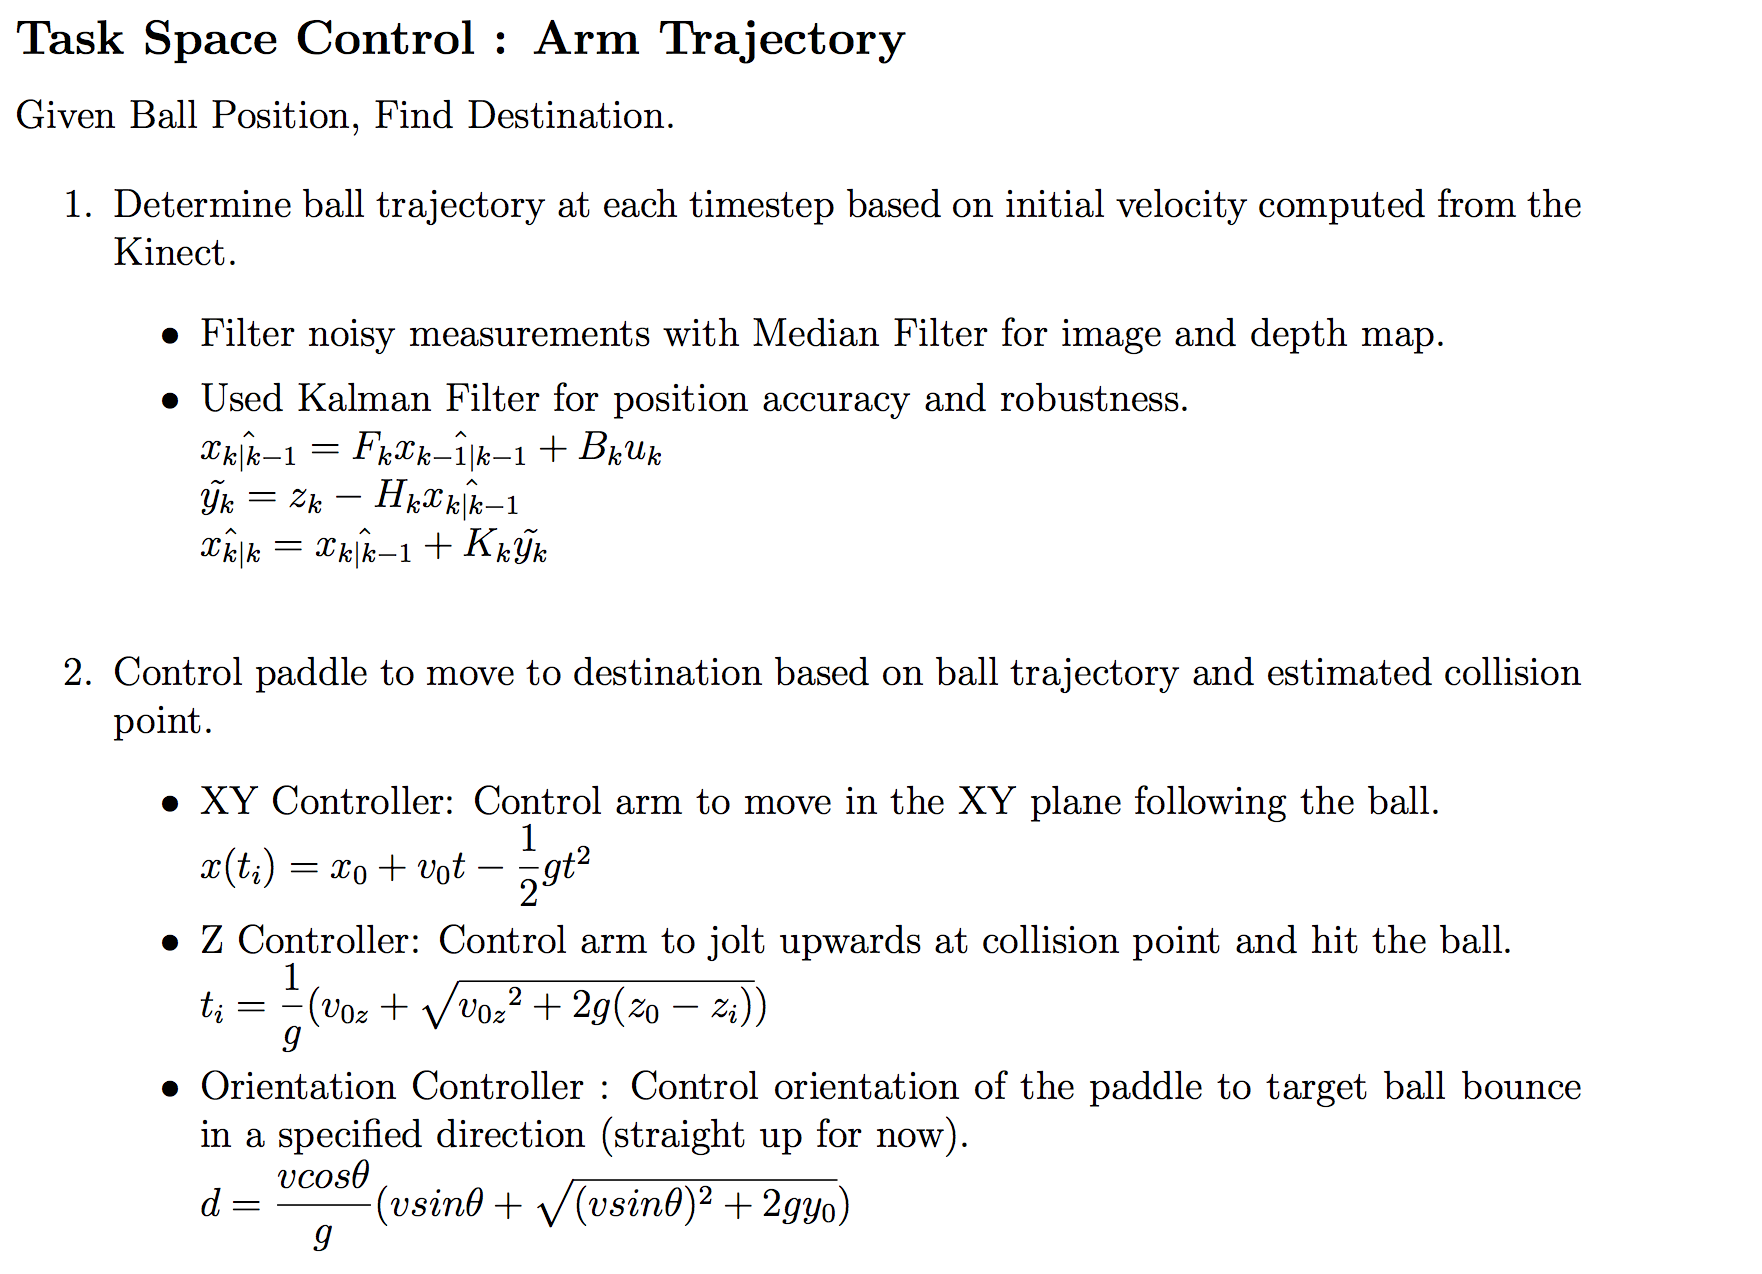 Task Space Control : Arm Trajectory
Given Ball Position, Find Destination.
1. Determine ball trajectory at each timestep based on initial velocity computed from the
Kinect.
• Filter noisy measurements with Median Filter for image and depth map.
• Used Kalman Filter for position accuracy and robustness.
$\hat{x_{k|k-1}} = F_k \hat{x_{k-1|k-1}} + B_k u_k$
$\tilde{y_k} = z_k - H_k \hat{x_{k|k-1}}$
$\hat{x_{k|k}} = \hat{x_{k|k-1}} + K_k \tilde{y_k}$
2. Control paddle to move to destination based on ball trajectory and estimated collision
point.
• XY Controller: Control arm to move in the XY plane following the ball.
$x(t_i) = x_0 + v_0 t - \frac{1}{2} g t^2$
• Z Controller: Control arm to jolt upwards at collision point and hit the ball.
$t_i = \frac{1}{g}(v_{0z} + \sqrt{{v_{0z}}^2 + 2g(z_0 - z_i)})$
• Orientation Controller : Control orientation of the paddle to target ball bounce
in a specified direction (straight up for now).
$d = \frac{vcos\theta}{g}(vsin\theta + \sqrt{(vsin\theta)^2 + 2gy_0})$